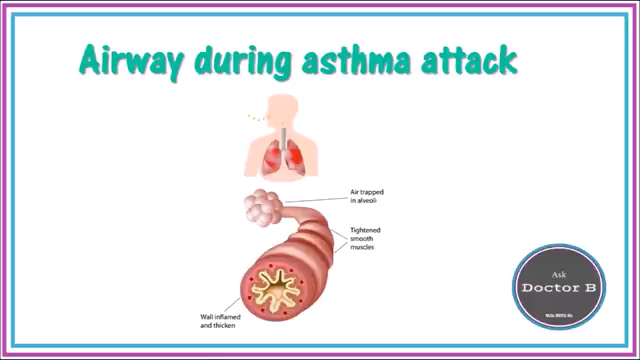 Airway during asthma attack
Air trapped
in alveoli
Tightened
smooth
muscles
Wall inflamed
and thicken
Ask
Doctor B